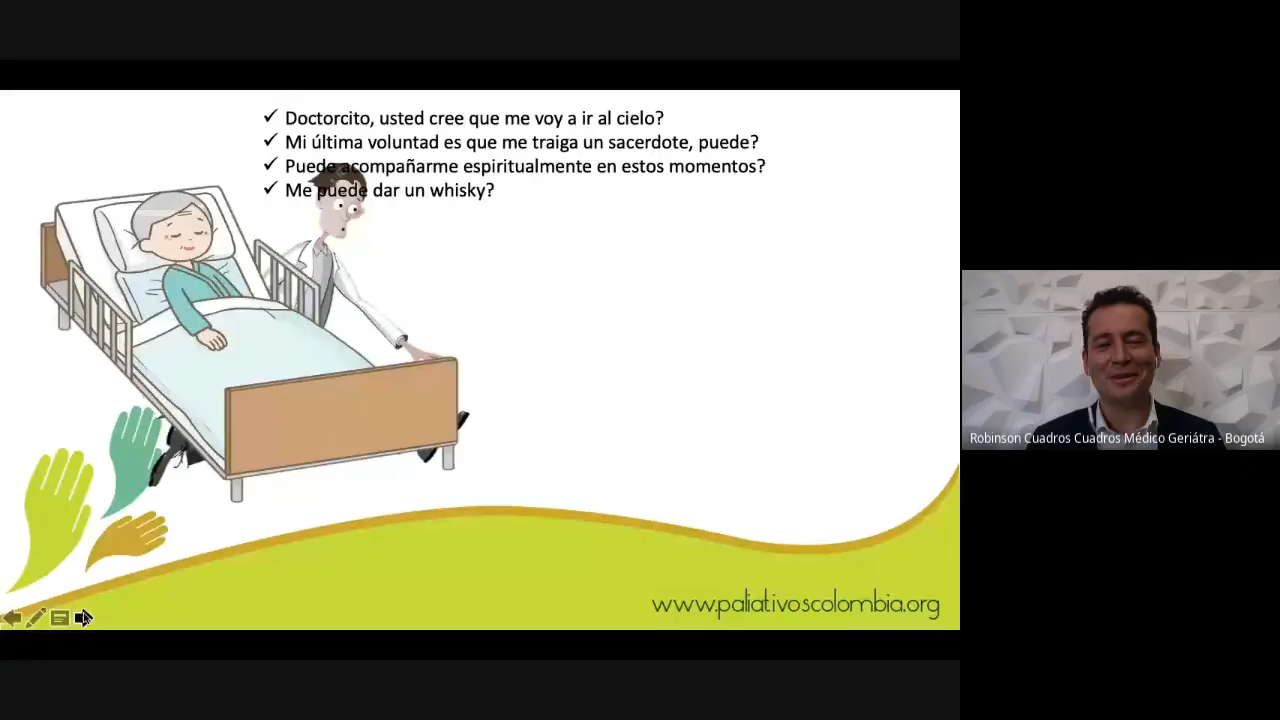 ✓ Doctorcito, usted cree que me voy a ir al cielo?
✓ Mi última voluntad es que me traiga un sacerdote, puede?
✓ Puede acompañarme espiritualmente en estos momentos?
✓ Me puede dar un whisky?
Robinson Cuadros Cuadros Médico Geriátra - Bogotá
www.paliativoscolombia.org